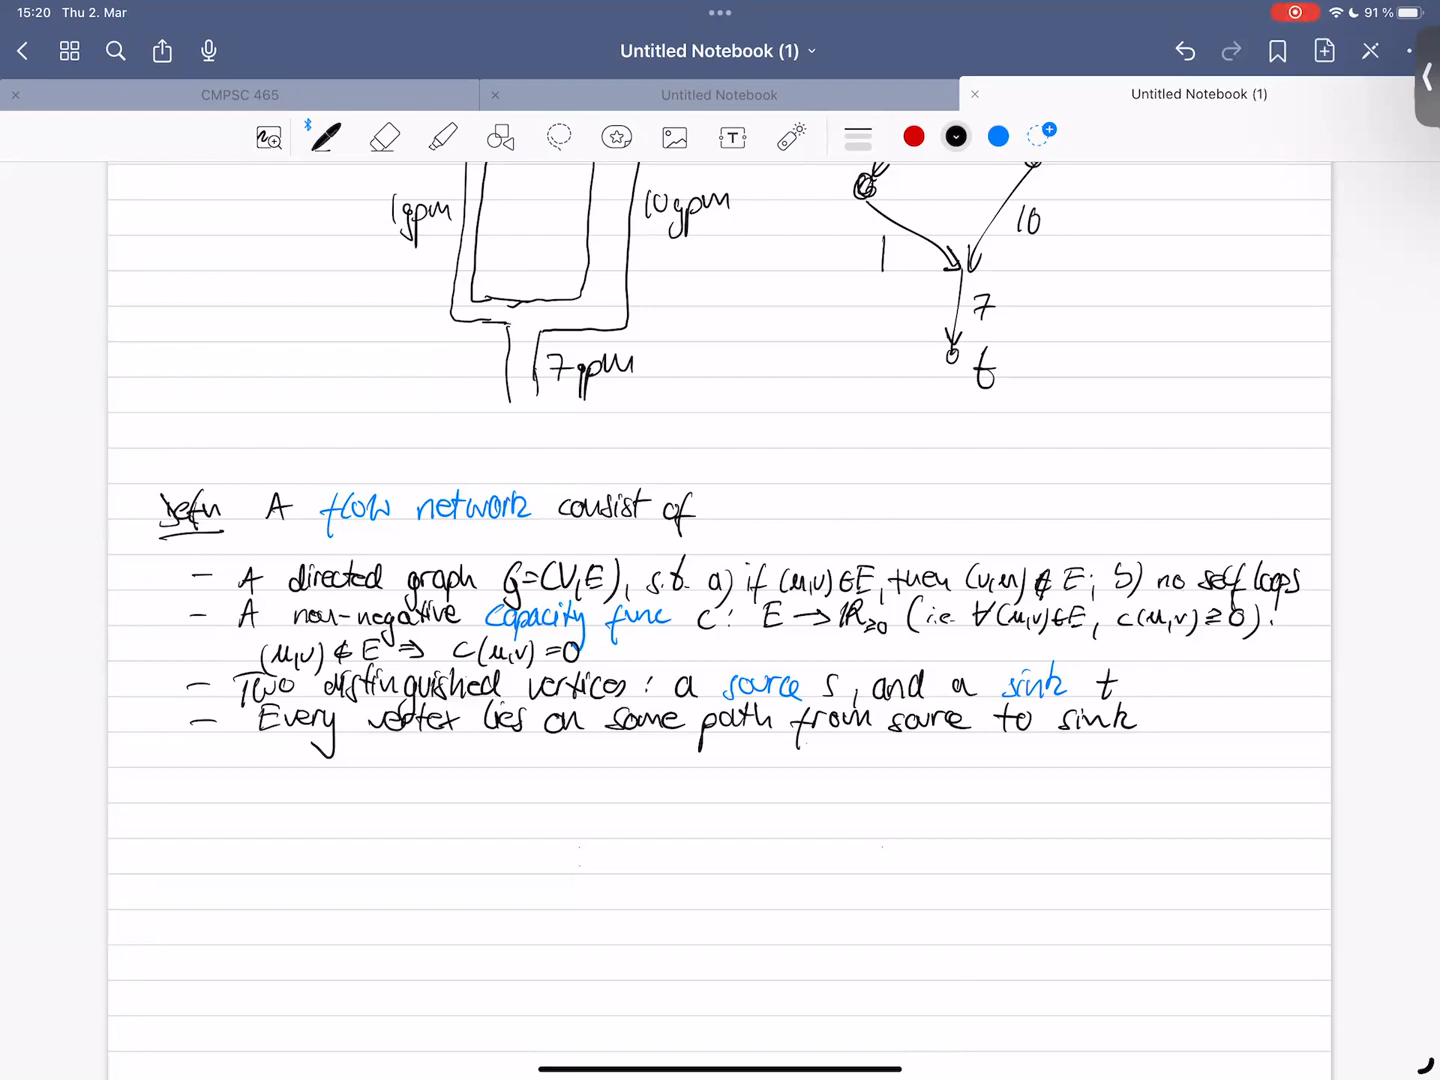 15:20 Thu 2. Mar 91 %
Untitled Notebook (1)
CMPSC 465 Untitled Notebook Untitled Notebook (1)
1gpm 10gpm
10
1
7
7gpm
t
Defn A flow network consist of
- A directed graph G=(V,E), s.t. a) if (u,v)∈E, then (v,u)∉E; b) no self loops
- A non-negative capacity func c: E→ℝ≥0 (i.e. ∀(u,v)∈E, c(u,v)≥0).
(u,v)∉E ⇒ c(u,v)=0
- Two distinguished vertices: a source s, and a sink t
- Every vertex lies on some path from source to sink